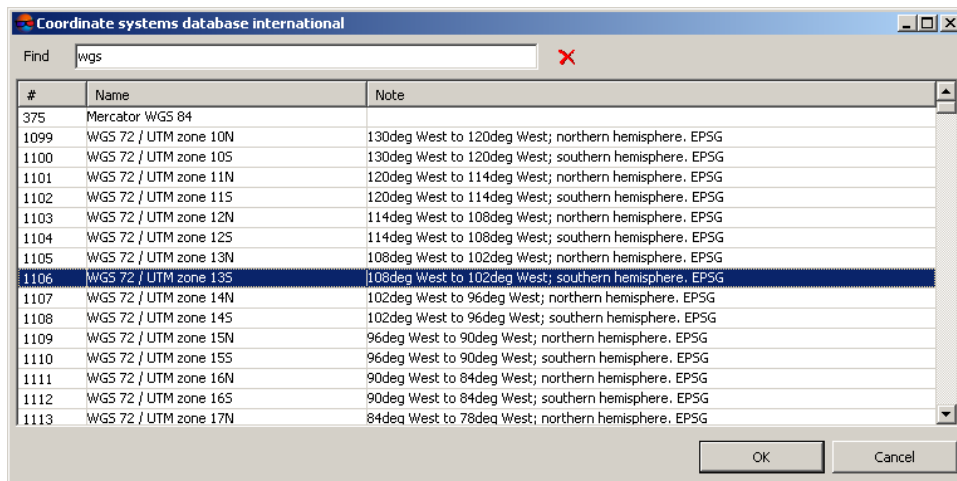 Coordinate systems database international
Find wgs
# Name Note
375 Mercator WGS 84
1099 WGS 72 / UTM zone 10N 130deg West to 120deg West; northern hemisphere. EPSG
1100 WGS 72 / UTM zone 10S 130deg West to 120deg West; southern hemisphere. EPSG
1101 WGS 72 / UTM zone 11N 120deg West to 114deg West; northern hemisphere. EPSG
1102 WGS 72 / UTM zone 11S 120deg West to 114deg West; southern hemisphere. EPSG
1103 WGS 72 / UTM zone 12N 114deg West to 108deg West; northern hemisphere. EPSG
1104 WGS 72 / UTM zone 12S 114deg West to 108deg West; southern hemisphere. EPSG
1105 WGS 72 / UTM zone 13N 108deg West to 102deg West; northern hemisphere. EPSG
1106 WGS 72 / UTM zone 13S 108deg West to 102deg West; southern hemisphere. EPSG
1107 WGS 72 / UTM zone 14N 102deg West to 96deg West; northern hemisphere. EPSG
1108 WGS 72 / UTM zone 14S 102deg West to 96deg West; southern hemisphere. EPSG
1109 WGS 72 / UTM zone 15N 96deg West to 90deg West; northern hemisphere. EPSG
1110 WGS 72 / UTM zone 15S 96deg West to 90deg West; southern hemisphere. EPSG
1111 WGS 72 / UTM zone 16N 90deg West to 84deg West; northern hemisphere. EPSG
1112 WGS 72 / UTM zone 16S 90deg West to 84deg West; southern hemisphere. EPSG
1113 WGS 72 / UTM zone 17N 84deg West to 78deg West; northern hemisphere. EPSG
OK Cancel